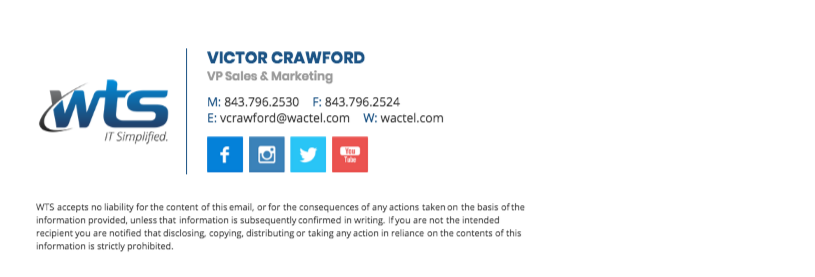 wts
IT Simplified.
VICTOR CRAWFORD
VP Sales & Marketing
M: 843.796.2530 F: 843.796.2524
E: vcrawford@wactel.com W: wactel.com
f
You
Tube
WTS accepts no liability for the content of this email, or for the consequences of any actions taken on the basis of the
information provided, unless that information is subsequently confirmed in writing. If you are not the intended
recipient you are notified that disclosing, copying, distributing or taking any action in reliance on the contents of this
information is strictly prohibited.